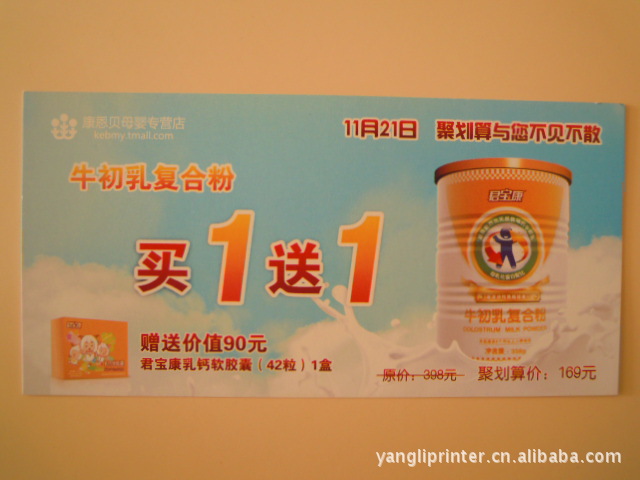 康恩贝母婴专营店
kebmy.tmall.com
11月21日 聚划算与您不见不散
牛初乳复合粉
买1送1
君宝康
牛初乳复合粉
COLOSTRUM MILK POWDER
赠送价值90元
君宝康乳钙软胶囊（42粒）1盒
原价：398元 聚划算价：169元
yangliprinter.cn.alibaba.com